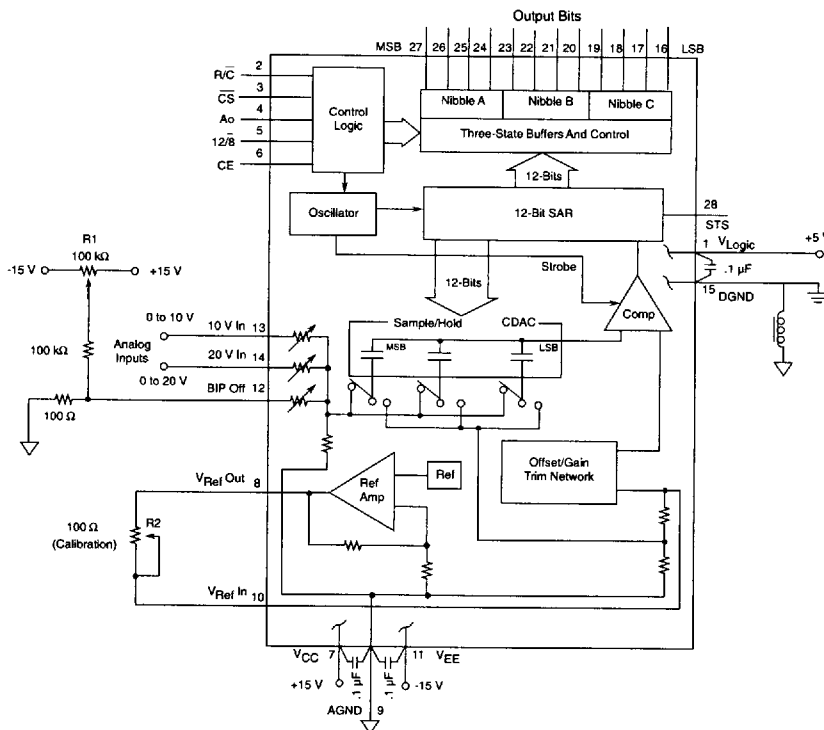 Output Bits
MSB 27 26 25 24 23 22 21 20 19 18 17 16 LSB
R/C̅ 2
C̅S̅ 3
Ao 4
12/8̅ 5
CE 6
Control Logic
Nibble A Nibble B Nibble C
Three-State Buffers And Control
12-Bits
Oscillator
12-Bit SAR
28
STS
R1
100 kΩ
-15 V
+15 V
1 VLogic
+5 V
.1 µF
15 DGND
12-Bits
Strobe
Comp
0 to 10 V
10 V In 13
Analog Inputs
20 V In 14
0 to 20 V
BIP Off 12
100 kΩ
100 Ω
Sample/Hold CDAC
MSB
LSB
VRef Out 8
Ref Amp
Ref
Offset/Gain Trim Network
100 Ω (Calibration)
R2
VRef In 10
VCC 7
11 VEE
+15 V
.1 µF
.1 µF
-15 V
AGND 9